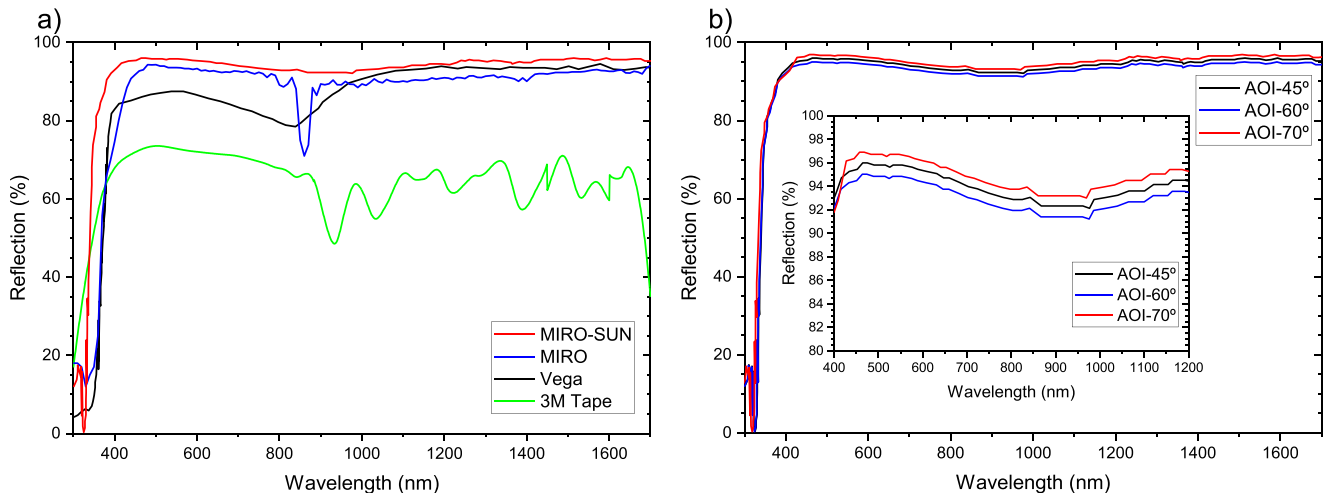 a)
100
80
60
40
20
0
Reflection (%)
400 600 800 1000 1200 1400 1600
Wavelength (nm)
MIRO-SUN
MIRO
Vega
3M Tape
b)
100
80
60
40
20
0
Reflection (%)
400 600 800 1000 1200 1400 1600
Wavelength (nm)
AOI-45º
AOI-60º
AOI-70º
100
98
96
94
92
90
88
86
84
82
80
Reflection (%)
400 500 600 700 800 900 1000 1100 1200
Wavelength (nm)
AOI-45º
AOI-60º
AOI-70º